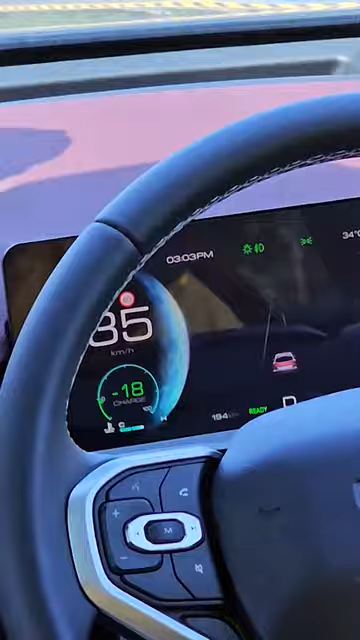 03:03PM
34°
85
km/h
-18
CHARGE
194
READY
D
+
M
−